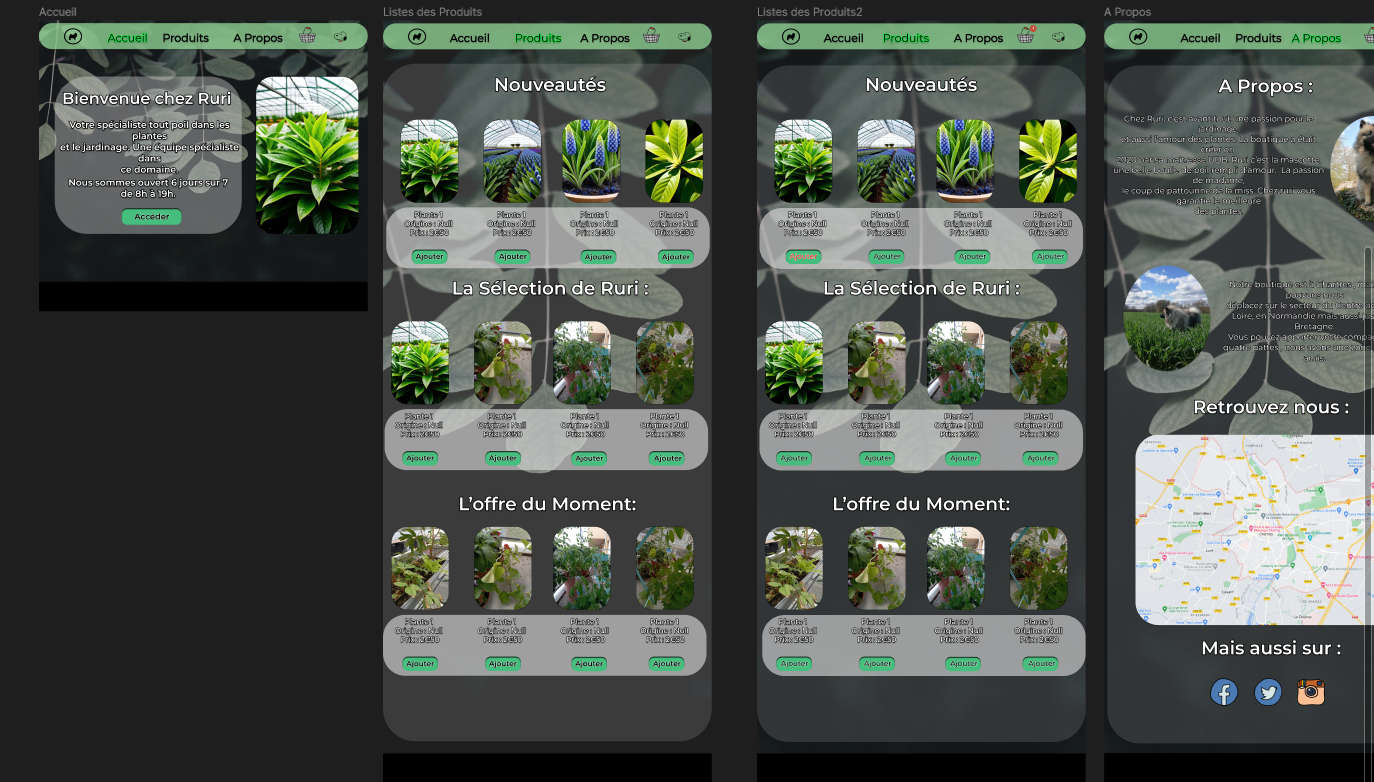 Accueil
Accueil
Produits
A Propos
Bienvenue chez Ruri
Votre spécialiste tout poil dans les
plantes
et le jardinage. Une équipe spécialiste
dans
ce domaine.
Nous sommes ouvert 6 jours sur 7
de 8h à 19h.
Acceder
Listes des Produits
Accueil
Produits
A Propos
Nouveautés
Plante 1 Plante 1 Plante 1 Plante 1
Origine : Null Origine : Null Origine : Null Origine : Null
Prix : 2€50 Prix : 2€50 Prix : 2€50 Prix : 2€50
Ajouter Ajouter Ajouter Ajouter
La Sélection de Ruri :
Plante 1 Plante 1 Plante 1 Plante 1
Origine : Null Origine : Null Origine : Null Origine : Null
Prix : 2€50 Prix : 2€50 Prix : 2€50 Prix : 2€50
Ajouter Ajouter Ajouter Ajouter
L'offre du Moment:
Plante 1 Plante 1 Plante 1 Plante 1
Origine : Null Origine : Null Origine : Null Origine : Null
Prix : 2€50 Prix : 2€50 Prix : 2€50 Prix : 2€50
Ajouter Ajouter Ajouter Ajouter
Listes des Produits2
Accueil
Produits
A Propos
Nouveautés
Plante 1 Plante 1 Plante 1 Plante 1
Origine : Null Origine : Null Origine : Null Origine : Null
Prix : 2€50 Prix : 2€50 Prix : 2€50 Prix : 2€50
Ajouter Ajouter Ajouter Ajouter
La Sélection de Ruri :
Plante 1 Plante 1 Plante 1 Plante 1
Origine : Null Origine : Null Origine : Null Origine : Null
Prix : 2€50 Prix : 2€50 Prix : 2€50 Prix : 2€50
Ajouter Ajouter Ajouter Ajouter
L'offre du Moment:
Plante 1 Plante 1 Plante 1 Plante 1
Origine : Null Origine : Null Origine : Null Origine : Null
Prix : 2€50 Prix : 2€50 Prix : 2€50 Prix : 2€50
Ajouter Ajouter Ajouter Ajouter
A Propos
Accueil
Produits
A Propos
A Propos :
Chez Ruri, c'est avant tout une passion pour le
jardinage
et aussi l'amour des plantes. La boutique a était
créer en
par sa maitresse. Ruri c'est la mascotte,
une belle boule de poil rempli d'amour. La passion
de madame,
le coup de pattoune de la miss. Chez ruri vous
garantie le meilleure
des plantes
Notre boutique est à Chartres,
pouvons nous
déplacez sur le secteur du Centre
Loire, en Normandie mais aussi
Bretagne.
Vous pouvez
quatre pattes, nous avons une
amis.
Retrouvez nous :
Mais aussi sur :